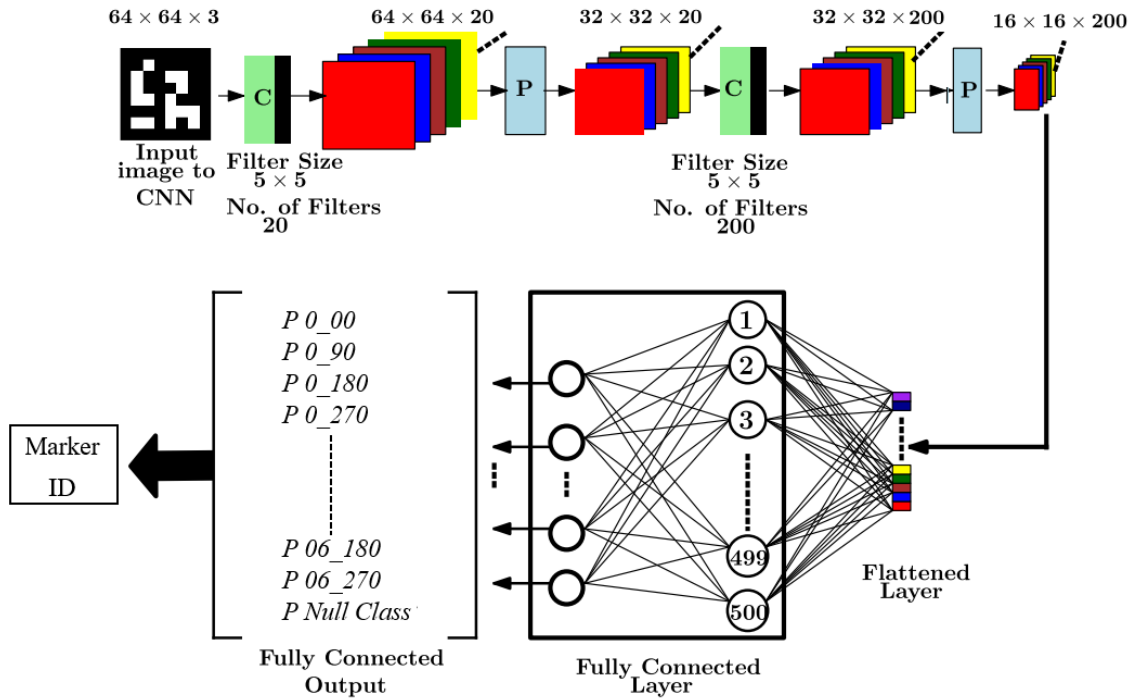 64 × 64 × 3
64 × 64 × 20
32 × 32 × 20
32 × 32 × 200
16 × 16 × 200
C
P
C
P
Input
image to
CNN
Filter Size
5 × 5
No. of Filters
20
Filter Size
5 × 5
No. of Filters
200
P 0_00
P 0_90
P 0_180
P 0_270
P 06_180
P 06_270
P Null Class
1
2
3
499
500
Marker
ID
Flattened
Layer
Fully Connected
Output
Fully Connected
Layer